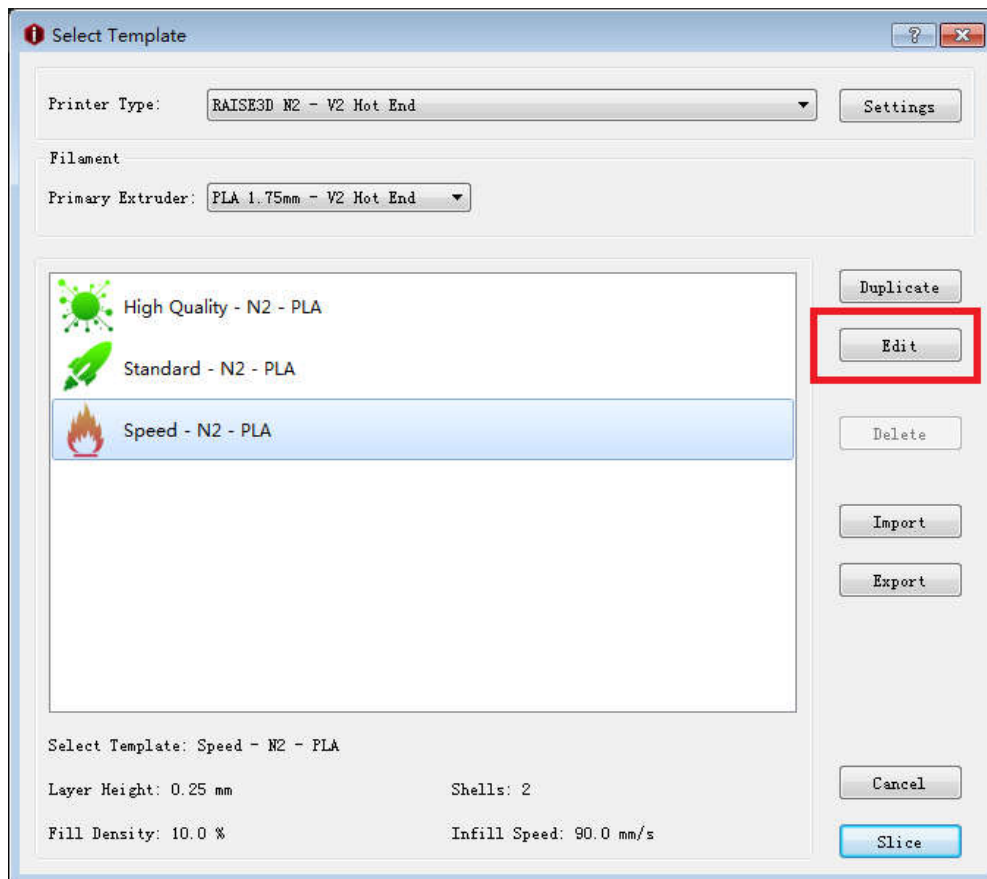 Select Template
Printer Type: RAISE3D N2 - V2 Hot End Settings
Filament
Primary Extruder: PLA 1.75mm - V2 Hot End
High Quality - N2 - PLA
Standard - N2 - PLA
Speed - N2 - PLA
Duplicate
Edit
Delete
Import
Export
Select Template: Speed - N2 - PLA
Layer Height: 0.25 mm Shells: 2
Fill Density: 10.0 % Infill Speed: 90.0 mm/s
Cancel
Slice